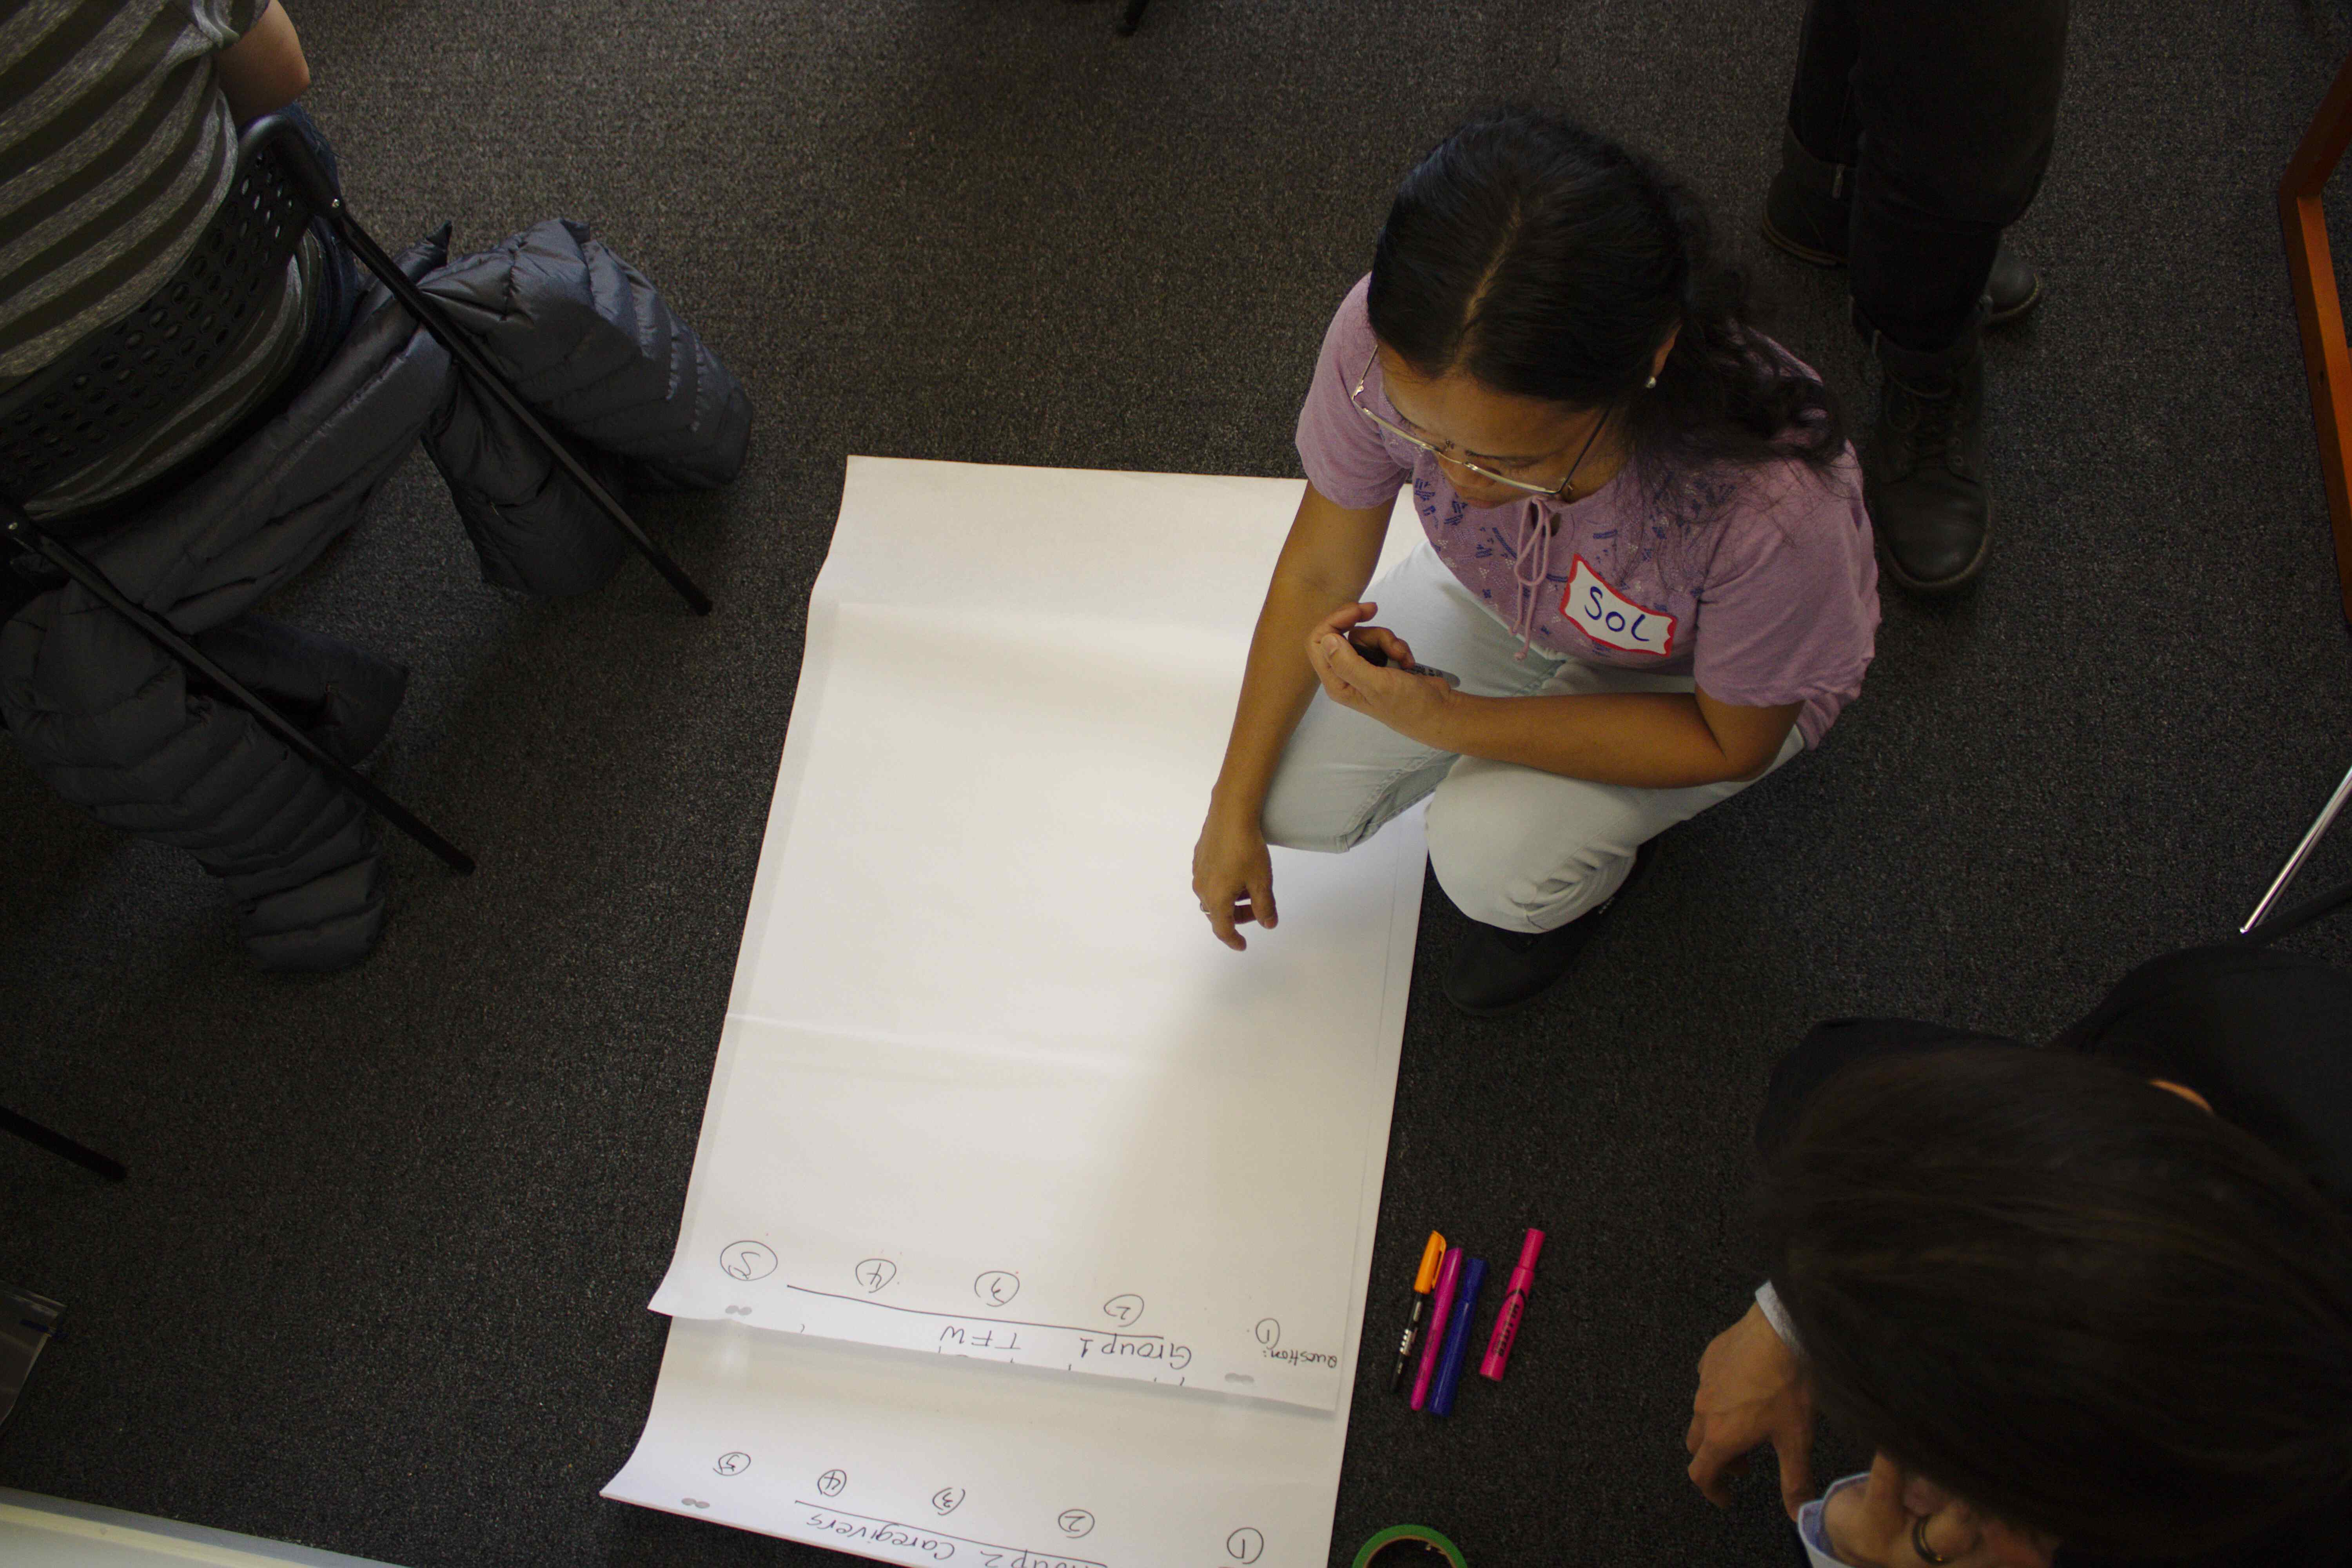 SOL
Group 1 TFW
Question:
① ② ③ ④ ⑤
Group 2 Caregivers
① ② ③ ④ ⑤